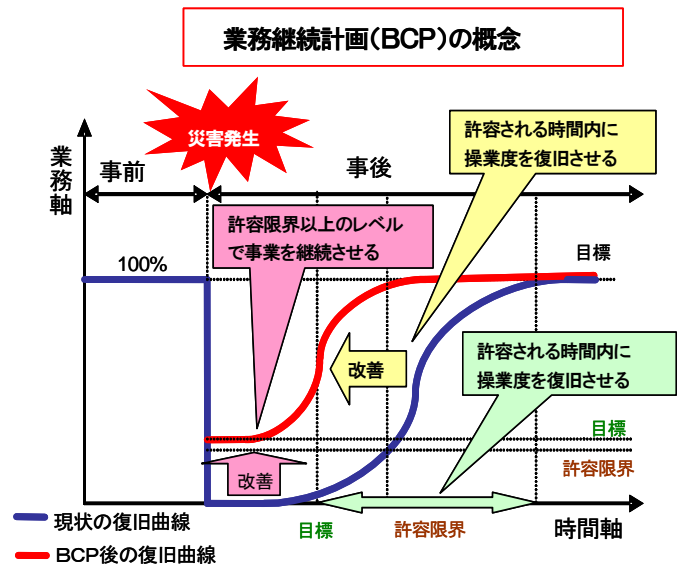 業務継続計画(BCP)の概念
災害発生
許容される時間内に
操業度を復旧させる
業務軸
事前
事後
許容限界以上のレベル
で事業を継続させる
100%
目標
改善
許容される時間内に
操業度を復旧させる
目標
許容限界
改善
現状の復旧曲線
目標
許容限界
時間軸
BCP後の復旧曲線